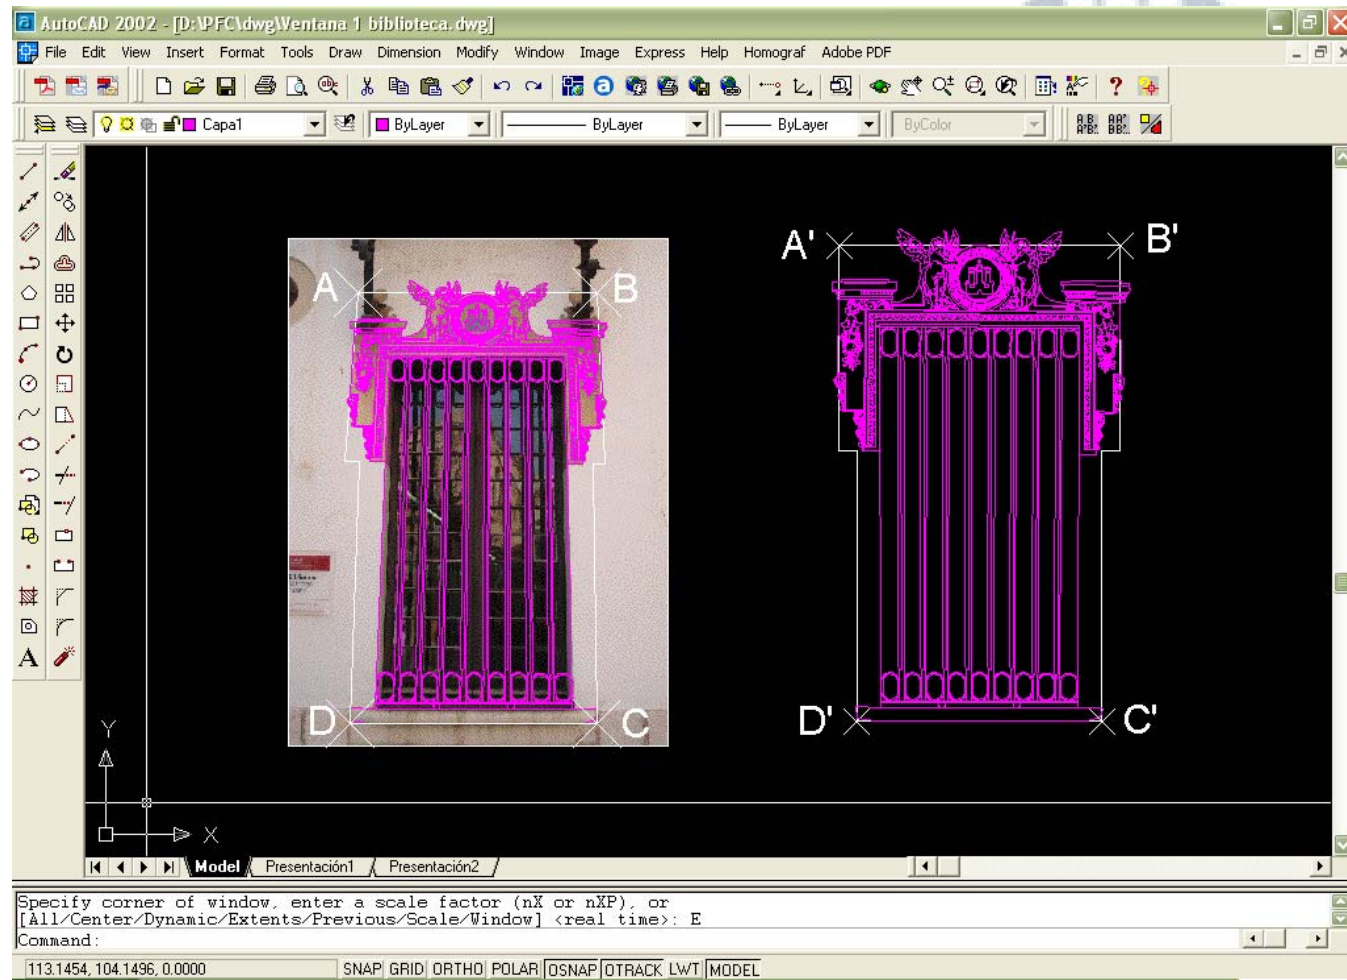 AutoCAD 2002 - [D:\PFC\dwg\Ventana 1 biblioteca.dwg]
File Edit View Insert Format Tools Draw Dimension Modify Window Image Express Help Homograf Adobe PDF
Capa1 ByLayer ByLayer ByLayer ByColor
A' B'
A B
D C
D' C'
Y
X
Model Presentación1 Presentación2
Specify corner of window, enter a scale factor (nX or nXP), or
[All/Center/Dynamic/Extents/Previous/Scale/Window] <real time>: E
Command:
113.1454, 104.1496, 0.0000 SNAP GRID ORTHO POLAR OSNAP OTRACK LWT MODEL